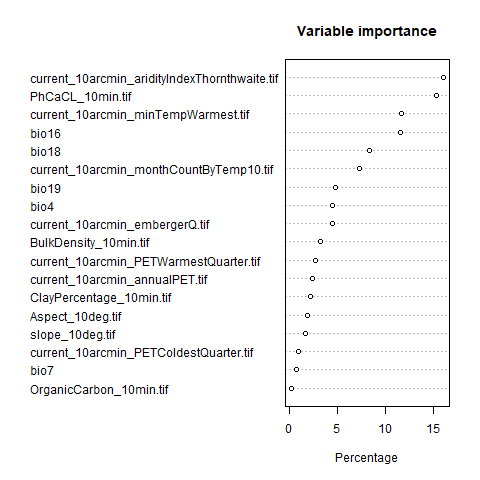 Variable importance
current_10arcmin_aridityIndexThornthwaite.tif
PhCaCL_10min.tif
current_10arcmin_minTempWarmest.tif
bio16
bio18
current_10arcmin_monthCountByTemp10.tif
bio19
bio4
current_10arcmin_embergerQ.tif
BulkDensity_10min.tif
current_10arcmin_PETWarmestQuarter.tif
current_10arcmin_annualPET.tif
ClayPercentage_10min.tif
Aspect_10deg.tif
slope_10deg.tif
current_10arcmin_PETColdestQuarter.tif
bio7
OrganicCarbon_10min.tif
0 5 10 15
Percentage